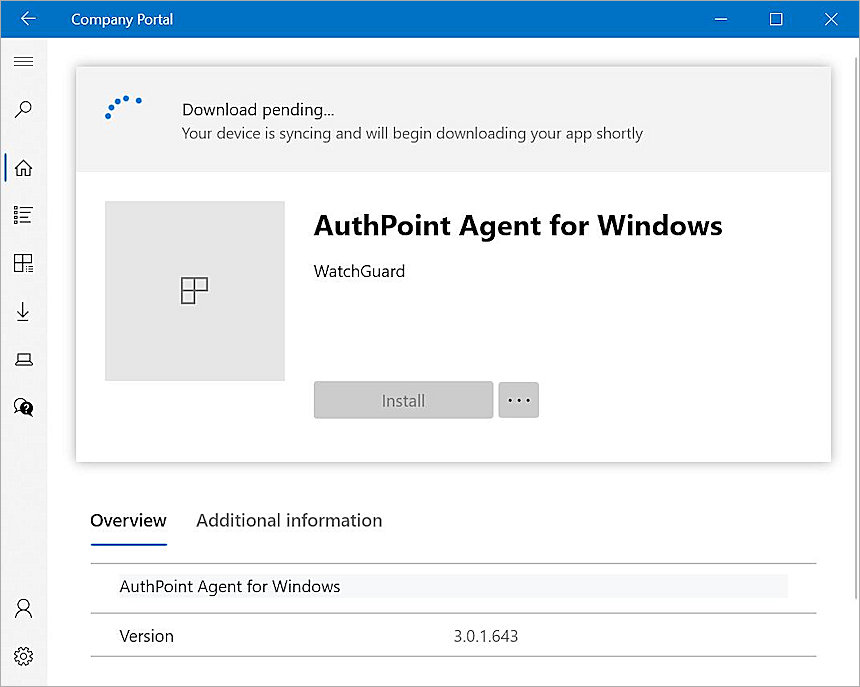 Company Portal
Download pending...
Your device is syncing and will begin downloading your app shortly
AuthPoint Agent for Windows
WatchGuard
Install
Overview Additional information
AuthPoint Agent for Windows
Version 3.0.1.643